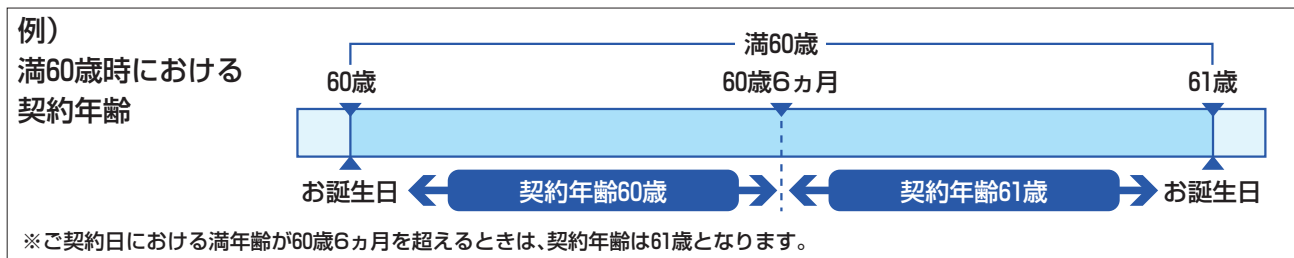 例）
満60歳時における
契約年齢
満60歳
60歳
60歳6ヵ月
61歳
お誕生日
契約年齢60歳
契約年齢61歳
お誕生日
※ご契約日における満年齢が60歳6ヵ月を超えるときは、契約年齢は61歳となります。